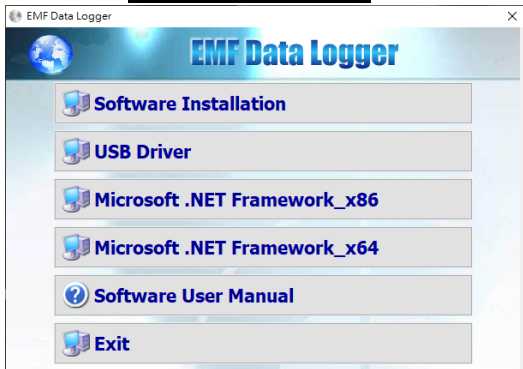 EMF Data Logger
EMF Data Logger
Software Installation
USB Driver
Microsoft .NET Framework_x86
Microsoft .NET Framework_x64
Software User Manual
Exit